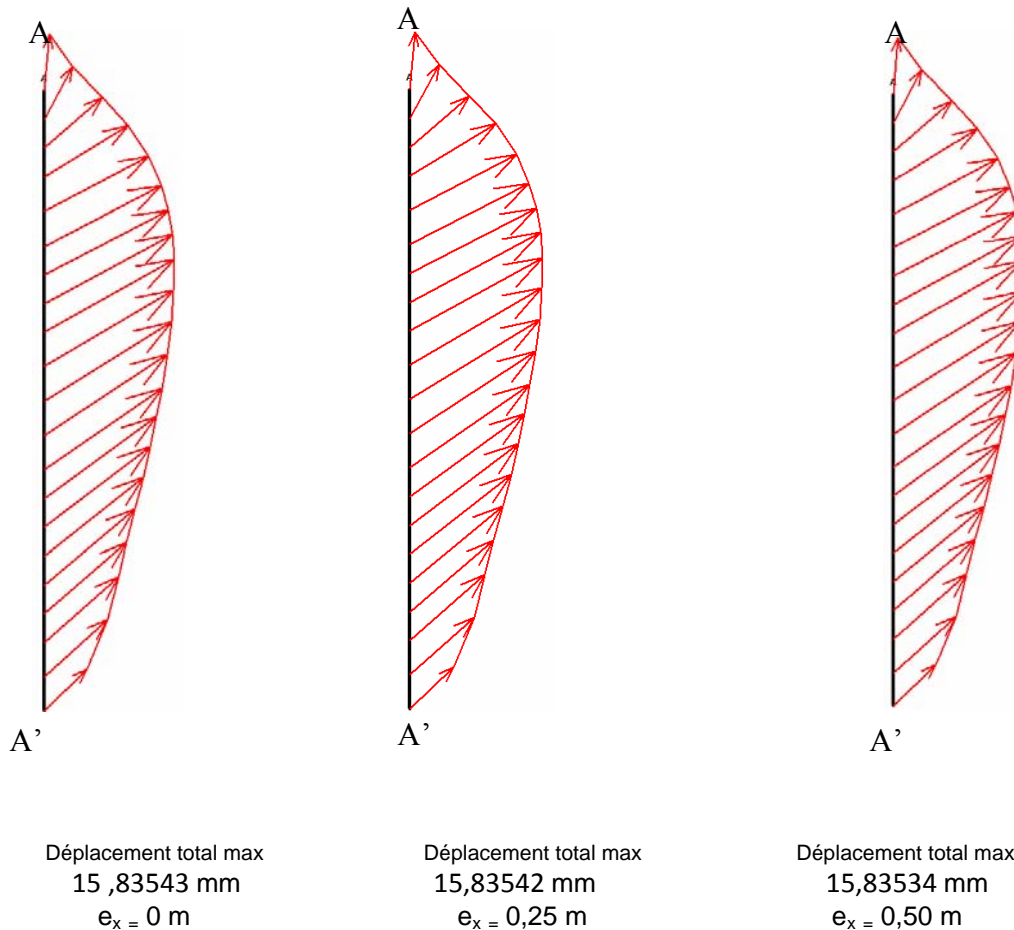 A
A
A
A
A
A
A'
A'
A'
Déplacement total max
15 ,83543 mm
eₓ = 0 m
Déplacement total max
15,83542 mm
eₓ = 0,25 m
Déplacement total max
15,83534 mm
eₓ = 0,50 m